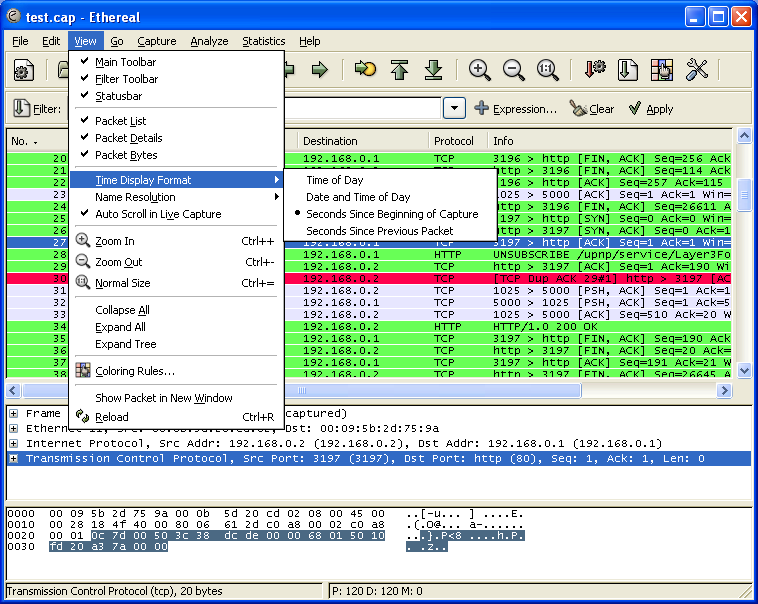 test.cap - Ethereal
File Edit View Go Capture Analyze Statistics Help
Main Toolbar
Filter Toolbar
Statusbar
Packet List
Packet Details
Packet Bytes
Time Display Format
Name Resolution
Auto Scroll in Live Capture
Zoom In Ctrl++
Zoom Out Ctrl+-
Normal Size Ctrl+=
Collapse All
Expand All
Expand Tree
Coloring Rules...
Show Packet in New Window
Reload Ctrl+R
Time of Day
Date and Time of Day
Seconds Since Beginning of Capture
Seconds Since Previous Packet
Filter: Expression... Clear Apply
No. Destination Protocol Info
20 192.168.0.1 TCP 3196 > http [FIN, ACK] Seq=256 Ack
21 http > 3196 [FIN, ACK] Seq=114 Ack
22 http [ACK] Seq=257 Ack=115
23 1025 > 5000 [ACK] Seq=1 Ack=1 Win=
24 http > [FIN, ACK] Seq=26611 A
25 http [SYN] Seq=0 Ack=0 Win=
26 http > [SYN, ACK] Seq=0 Ack=
27 192.168.0.1 TCP 3197 > http [ACK] Seq=1 Ack=1 Win=
28 192.168.0.1 HTTP UNSUBSCRIBE /upnp/service/Layer3Fo
29 192.168.0.2 TCP http > 3197 [ACK] Seq=1 Ack=190 Wi
30 192.168.0.2 TCP [TCP Dup ACK 29#1] http > 3197 [AC
31 192.168.0.2 TCP 1025 > 5000 [PSH, ACK] Seq=1 Ack=
32 192.168.0.1 TCP 5000 > 1025 [PSH, ACK] Seq=1 Ack=5
33 192.168.0.2 TCP 1025 > 5000 [ACK] Seq=510 Ack=20 W
34 192.168.0.2 HTTP HTTP/1.0 200 OK
35 192.168.0.1 TCP 3197 > http [FIN, ACK] Seq=190 Ack
36 192.168.0.2 TCP http > 3197 [FIN, ACK] Seq=20 Ack=
37 192.168.0.1 TCP 3197 > http [ACK] Seq=191 Ack=21 W
38 192.168.0.2 TCP http > [FIN, ACK] Seq=26645 A
Frame captured)
Ethernet II, Dst: 00:09:5b:2d:75:9a
Internet Protocol, Src Addr: 192.168.0.2 (192.168.0.2), Dst Addr: 192.168.0.1 (192.168.0.1)
Transmission Control Protocol, Src Port: 3197 (3197), Dst Port: http (80), Seq: 1, Ack: 1, Len: 0
0000 00 09 5b 2d 75 9a 00 0b 5d 20 cd 02 08 00 45 00 ..[-u... ] ....E.
0010 00 28 18 4f 40 00 80 06 61 2d c0 a8 00 02 c0 a8 .(.O@... a-......
0020 00 01 0c 7d 00 50 3c 38 dc de 00 00 68 01 50 10 ...}.P<8 ....h.P.
0030 fd 20 a3 7a 00 00 . .z..
Transmission Control Protocol (tcp), 20 bytes P: 120 D: 120 M: 0